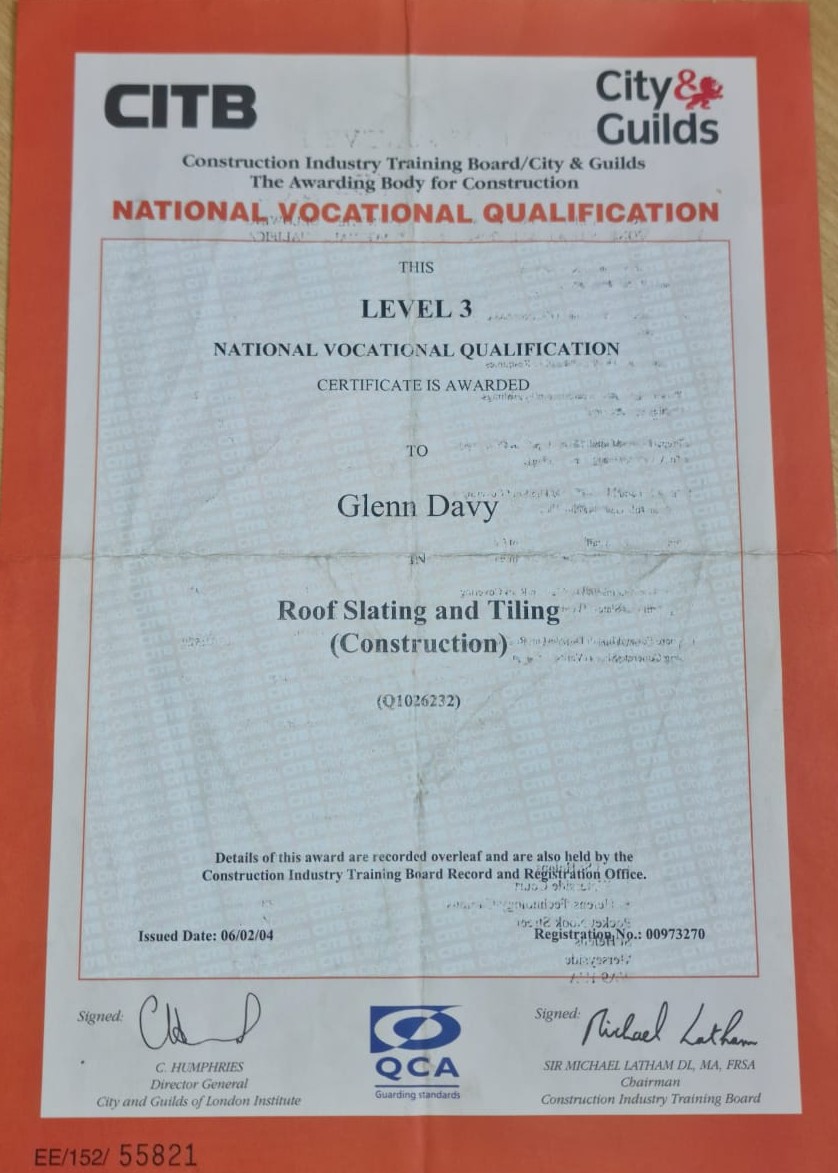 CITB
City & Guilds
Construction Industry Training Board/City & Guilds
The Awarding Body for Construction
NATIONAL VOCATIONAL QUALIFICATION
THIS
LEVEL 3
NATIONAL VOCATIONAL QUALIFICATION
CERTIFICATE IS AWARDED
TO
Glenn Davy
IN
Roof Slating and Tiling
(Construction)
(Q1026232)
Details of this award are recorded overleaf and are also held by the
Construction Industry Training Board Record and Registration Office.
Issued Date: 06/02/04
Registration No.: 00973270
Signed:
C. HUMPHRIES
Director General
City and Guilds of London Institute
QCA
Guarding standards
Signed: Michael Latham
SIR MICHAEL LATHAM DL, MA, FRSA
Chairman
Construction Industry Training Board
EE/152/ 55821